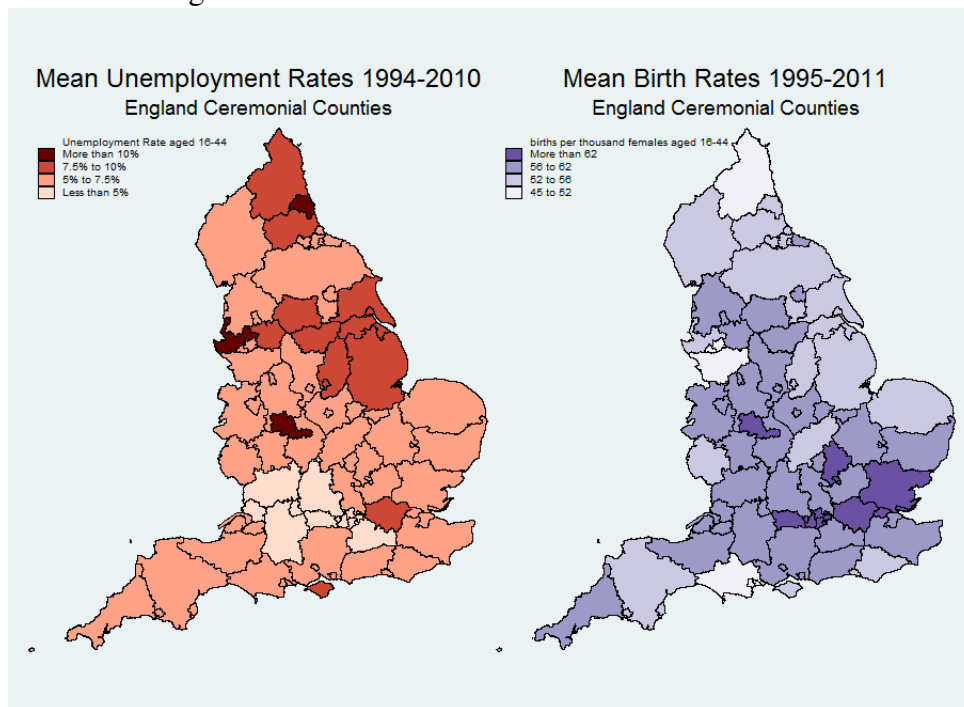 Mean Unemployment Rates 1994-2010
England Ceremonial Counties
Unemployment Rate aged 16-44
More than 10%
7.5% to 10%
5% to 7.5%
Less than 5%
Mean Birth Rates 1995-2011
England Ceremonial Counties
births per thousand females aged 16-44
More than 62
56 to 62
52 to 56
45 to 52